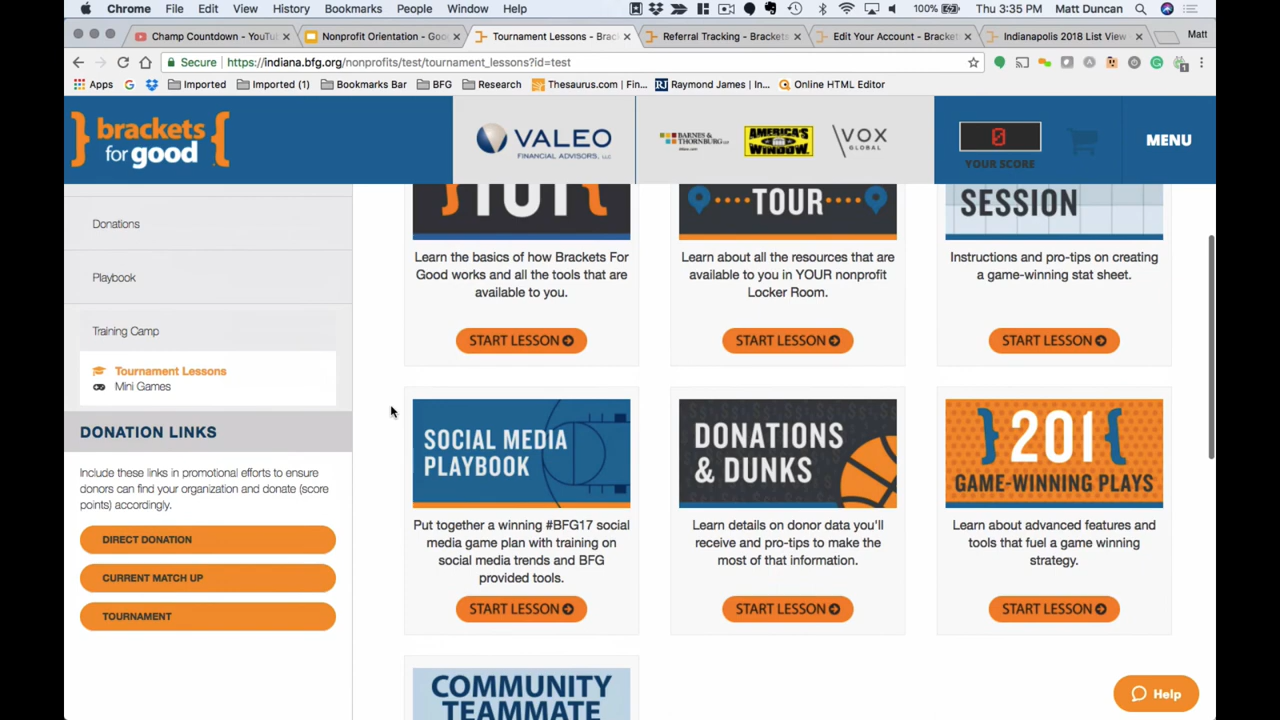 Chrome File Edit View History Bookmarks People Window Help 100% Thu 3:35 PM Matt Duncan
Champ Countdown - YouTu
Nonprofit Orientation - Goo
Tournament Lessons - Brac
Referral Tracking - Brackets
Edit Your Account - Bracket
Indianapolis 2018 List View
Matt
Secure https://indiana.bfg.org/nonprofits/test/tournament_lessons?id=test
Apps G Imported Imported (1) Bookmarks Bar BFG Research Thesaurus.com | Fin... RJ Raymond James | In... Online HTML Editor
brackets
for good
VALEO
FINANCIAL ADVISORS, LLC
BARNES &
THORNBURG LLP
AMERICA'S
WINDOW
VOX
GLOBAL
0
YOUR SCORE
MENU
Donations
Playbook
Training Camp
Tournament Lessons
Mini Games
DONATION LINKS
Include these links in promotional efforts to ensure
donors can find your organization and donate (score
points) accordingly.
DIRECT DONATION
CURRENT MATCH UP
TOURNAMENT
}101{
Learn the basics of how Brackets For
Good works and all the tools that are
available to you.
START LESSON
TOUR
Learn about all the resources that are
available to you in YOUR nonprofit
Locker Room.
START LESSON
SESSION
Instructions and pro-tips on creating
a game-winning stat sheet.
START LESSON
SOCIAL MEDIA
PLAYBOOK
Put together a winning #BFG17 social
media game plan with training on
social media trends and BFG
provided tools.
START LESSON
DONATIONS
& DUNKS
Learn details on donor data you'll
receive and pro-tips to make the
most of that information.
START LESSON
}201{
GAME-WINNING PLAYS
Learn about advanced features and
tools that fuel a game winning
strategy.
START LESSON
COMMUNITY
TEAMMATE
Help